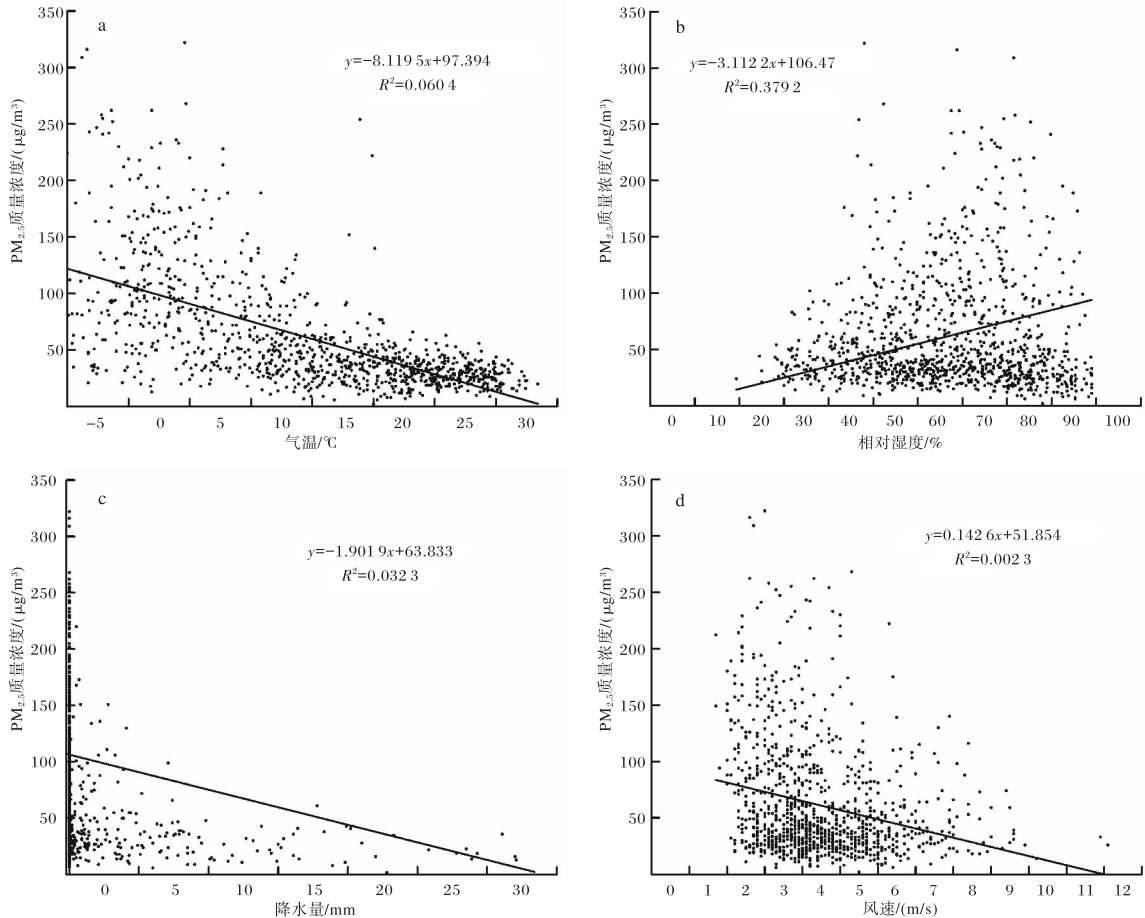 a
y=−8.119 5x+97.394
R²=0.060 4
PM₂.₅质量浓度/(μg/m³)
350
300
250
200
150
100
50
−5 0 5 10 15 20 25 30
气温/℃
b
y=−3.112 2x+106.47
R²=0.379 2
PM₂.₅质量浓度/(μg/m³)
350
300
250
200
150
100
50
0 10 20 30 40 50 60 70 80 90 100
相对湿度/%
c
y=−1.901 9x+63.833
R²=0.032 3
PM₂.₅质量浓度/(μg/m³)
350
300
250
200
150
100
50
0 5 10 15 20 25 30
降水量/mm
d
y=0.142 6x+51.854
R²=0.002 3
PM₂.₅质量浓度/(μg/m³)
350
300
250
200
150
100
50
0 1 2 3 4 5 6 7 8 9 10 11 12
风速/(m/s)